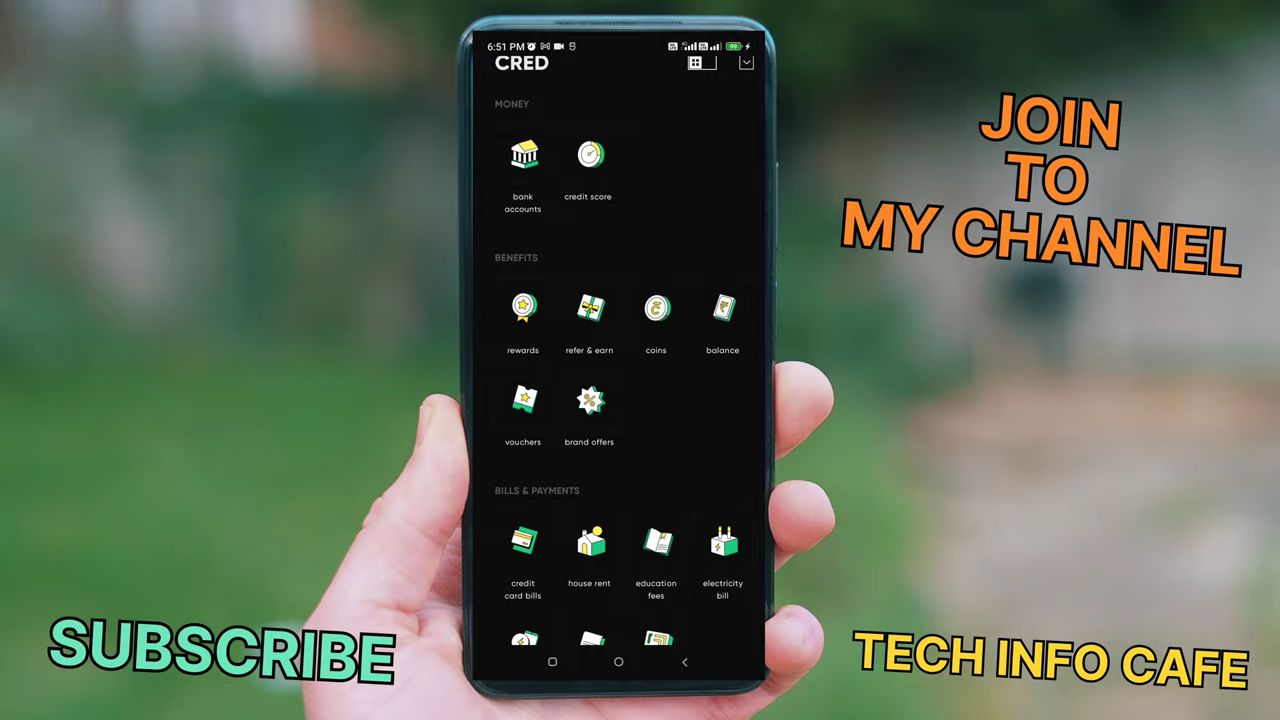 6:51 PM
99
CRED
MONEY
bank accounts
credit score
BENEFITS
rewards
refer & earn
coins
balance
vouchers
brand offers
BILLS & PAYMENTS
credit card bills
house rent
education fees
electricity bill
JOIN
TO
MY CHANNEL
SUBSCRIBE
TECH INFO CAFE